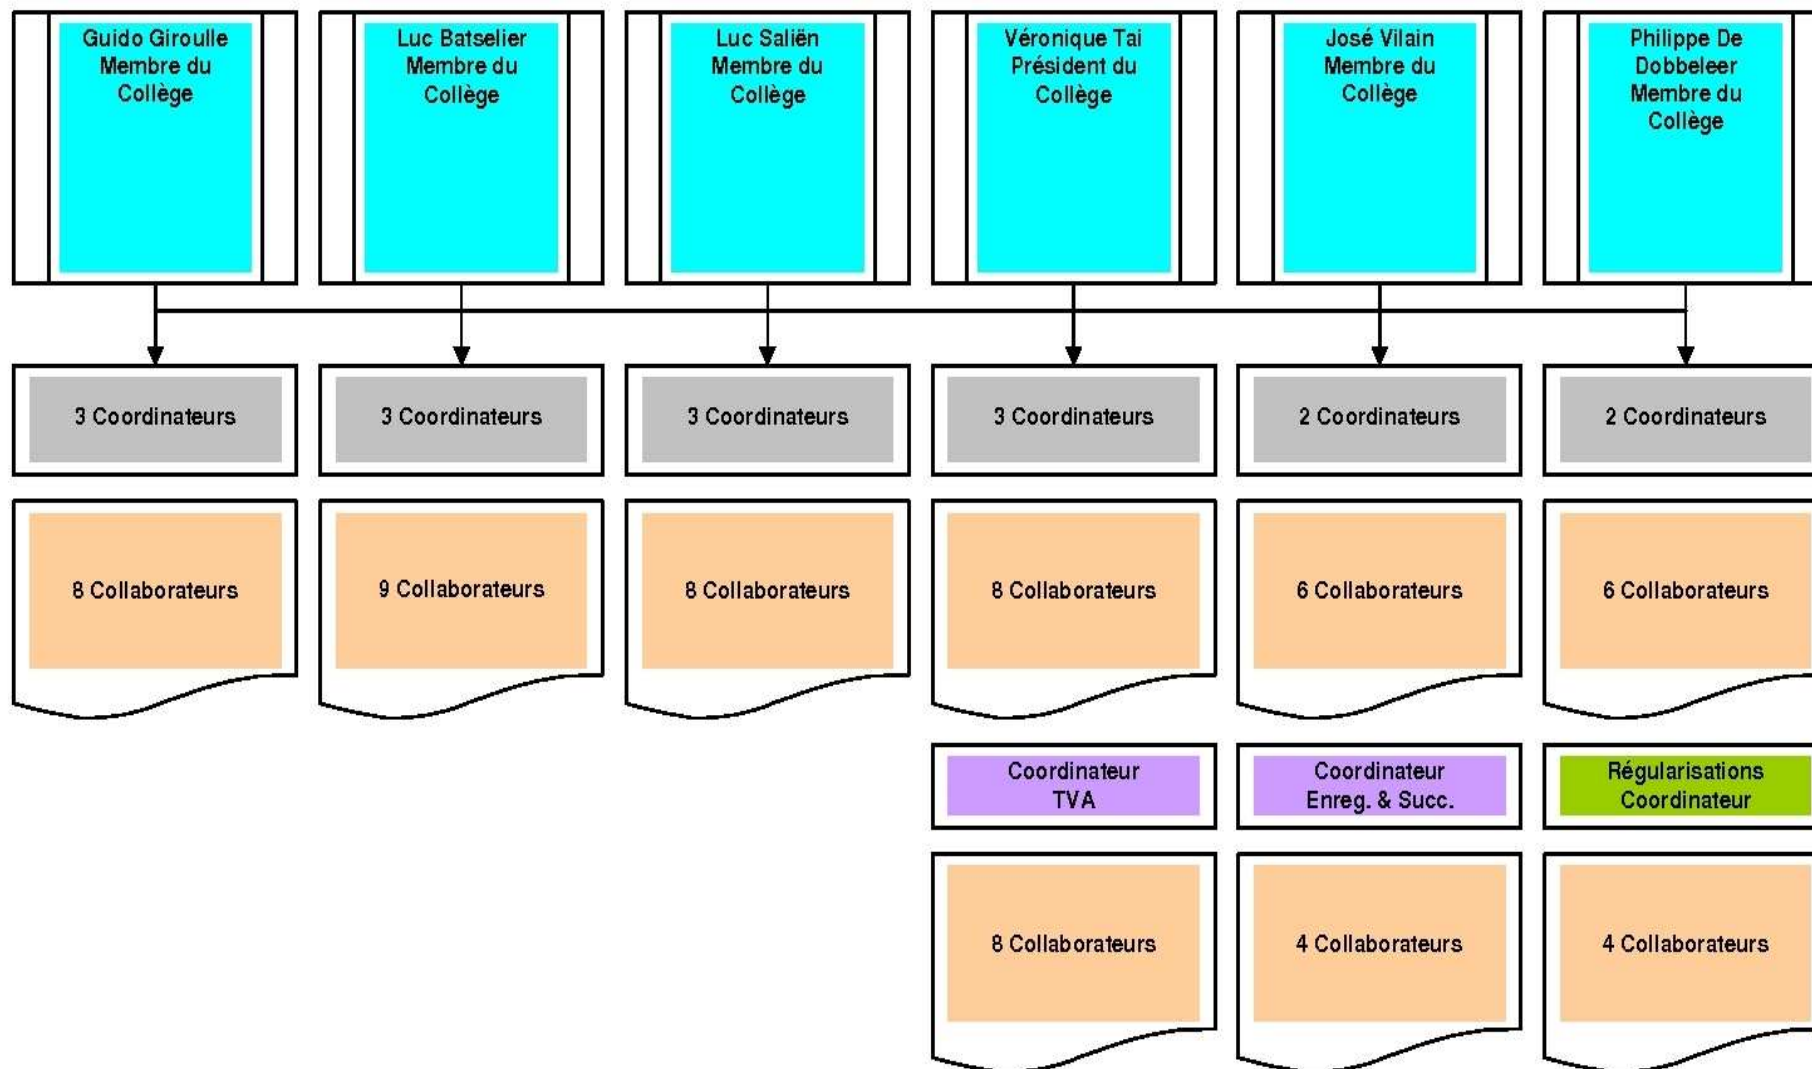 Guido Giroulle
Membre du
Collège
Luc Batselier
Membre du
Collège
Luc Saliën
Membre du
Collège
Véronique Tai
Président du
Collège
José Vilain
Membre du
Collège
Philippe De
Dobbeleer
Membre du
Collège
3 Coordinateurs
3 Coordinateurs
3 Coordinateurs
3 Coordinateurs
2 Coordinateurs
2 Coordinateurs
8 Collaborateurs
9 Collaborateurs
8 Collaborateurs
8 Collaborateurs
6 Collaborateurs
6 Collaborateurs
Coordinateur
TVA
Coordinateur
Enreg. & Succ.
Régularisations
Coordinateur
8 Collaborateurs
4 Collaborateurs
4 Collaborateurs